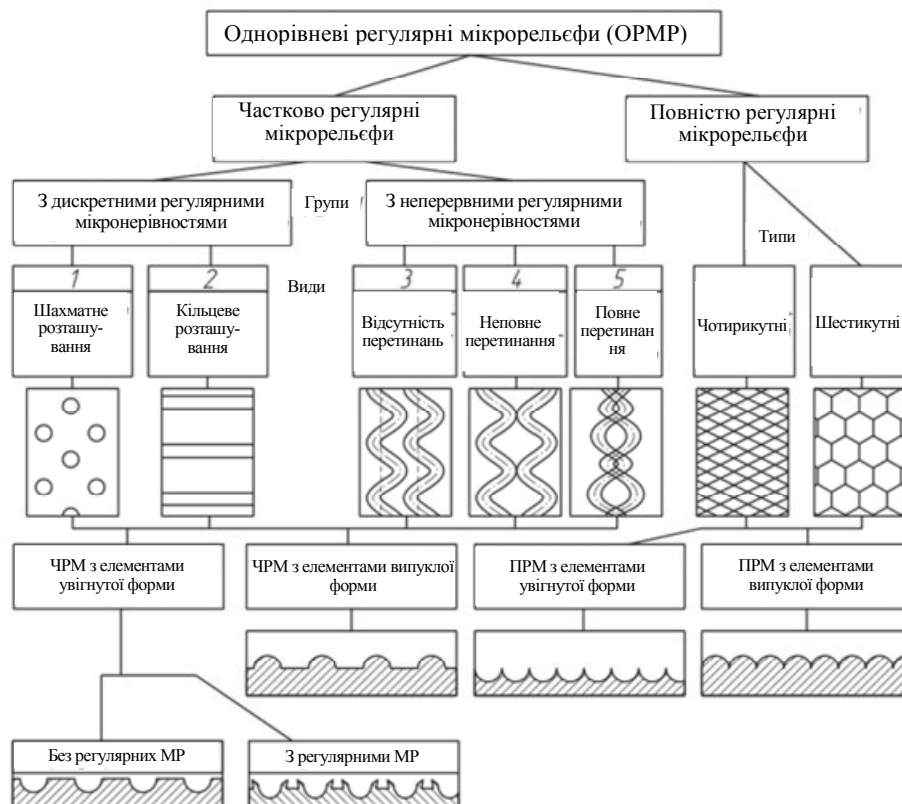 Однорівневі регулярні мікрорельєфи (ОРМР)
Частково регулярні
мікрорельєфи
Повністю регулярні
мікрорельєфи
З дискретними регулярними
мікронерівностями
Групи
З неперервними регулярними
мікронерівностями
Типи
1
Шахматне
розташу-
вання
2
Кільцеве
розташу-
вання
Види
3
Відсутність
перетинань
4
Неповне
перетинання
5
Повне
перетинан
ня
Чотирикутні
Шестикутні
ЧРМ з елементами
увігнутої форми
ЧРМ з елементами випуклої
форми
ПРМ з елементами
увігнутої форми
ПРМ з елементами
випуклої форми
Без регулярних МР
З регулярними МР